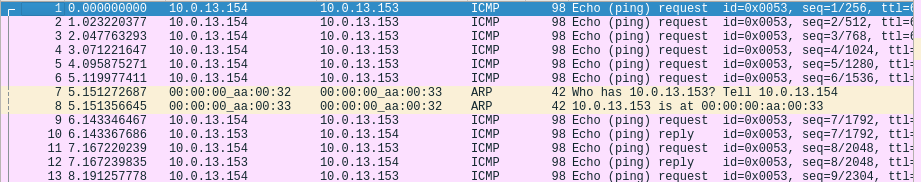 1 0.000000000 10.0.13.154 10.0.13.153 ICMP 98 Echo (ping) request id=0x0053, seq=1/256, ttl=6
2 1.023220377 10.0.13.154 10.0.13.153 ICMP 98 Echo (ping) request id=0x0053, seq=2/512, ttl=6
3 2.047763293 10.0.13.154 10.0.13.153 ICMP 98 Echo (ping) request id=0x0053, seq=3/768, ttl=6
4 3.071221647 10.0.13.154 10.0.13.153 ICMP 98 Echo (ping) request id=0x0053, seq=4/1024, ttl=
5 4.095875271 10.0.13.154 10.0.13.153 ICMP 98 Echo (ping) request id=0x0053, seq=5/1280, ttl=
6 5.119977411 10.0.13.154 10.0.13.153 ICMP 98 Echo (ping) request id=0x0053, seq=6/1536, ttl=
7 5.151272687 00:00:00_aa:00:32 00:00:00_aa:00:33 ARP 42 Who has 10.0.13.153? Tell 10.0.13.154
8 5.151356645 00:00:00_aa:00:33 00:00:00_aa:00:32 ARP 42 10.0.13.153 is at 00:00:00:aa:00:33
9 6.143346467 10.0.13.154 10.0.13.153 ICMP 98 Echo (ping) request id=0x0053, seq=7/1792, ttl=
10 6.143367686 10.0.13.153 10.0.13.154 ICMP 98 Echo (ping) reply id=0x0053, seq=7/1792, ttl=
11 7.167220239 10.0.13.154 10.0.13.153 ICMP 98 Echo (ping) request id=0x0053, seq=8/2048, ttl=
12 7.167239835 10.0.13.153 10.0.13.154 ICMP 98 Echo (ping) reply id=0x0053, seq=8/2048, ttl=
13 8.191257778 10.0.13.154 10.0.13.153 ICMP 98 Echo (ping) request id=0x0053, seq=9/2304, ttl=